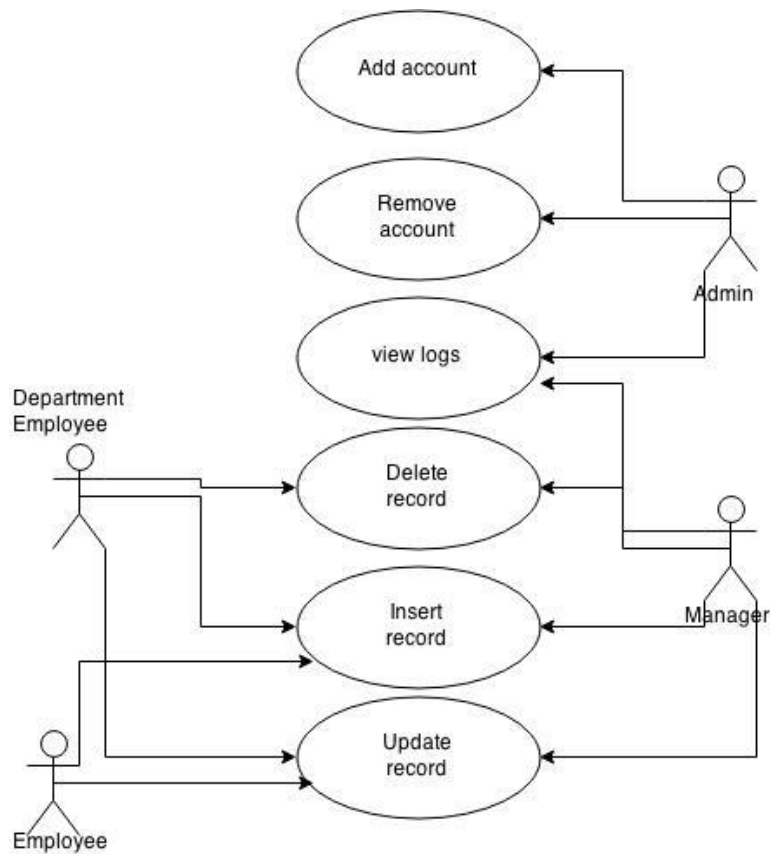 Add account
Remove
account
Admin
view logs
Department
Employee
Delete
record
Insert
record
Manager
Update
record
Employee